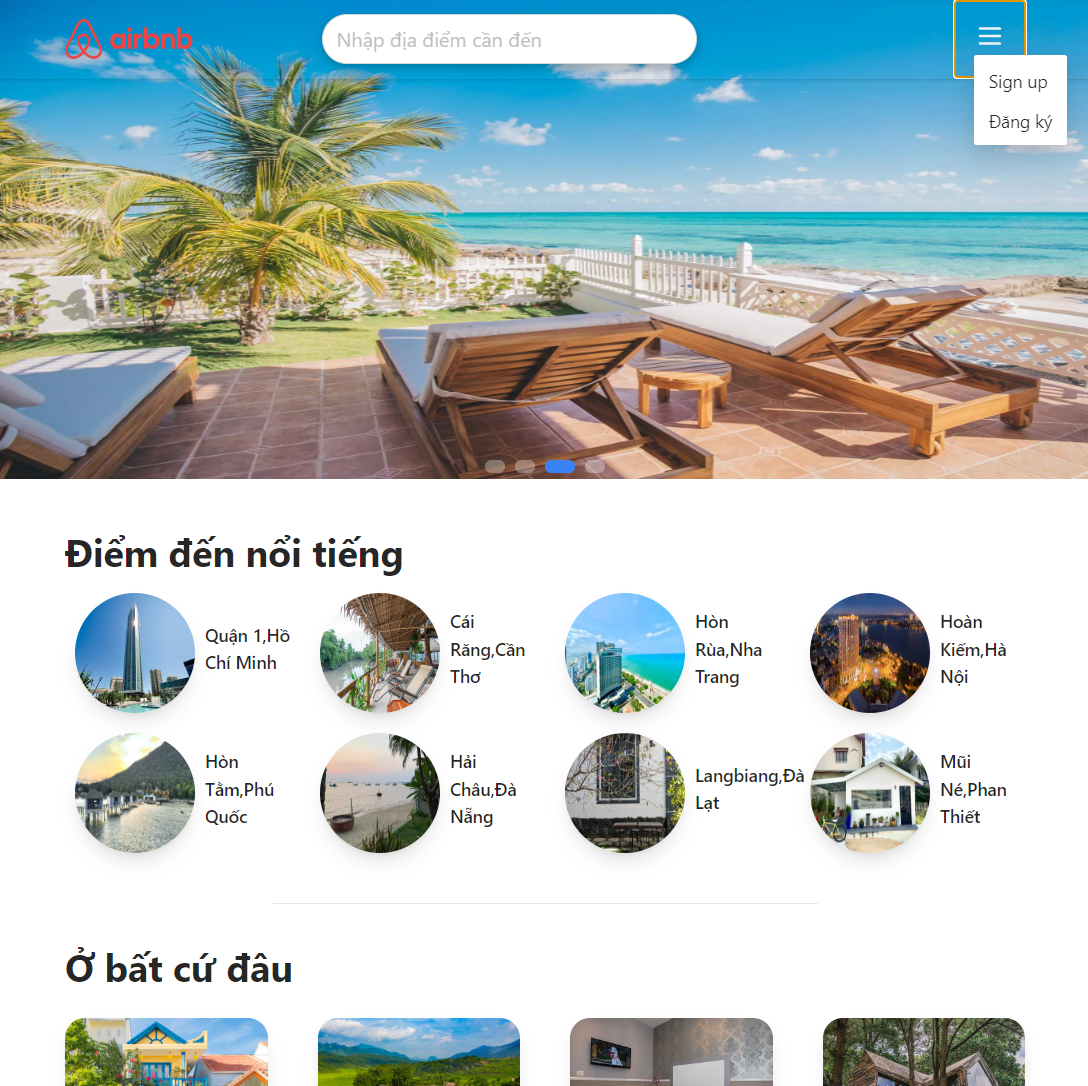 airbnb
Nhập địa điểm cần đến
Sign up
Đăng ký
Điểm đến nổi tiếng
Quận 1,Hồ
Chí Minh
Cái
Răng,Cần
Thơ
Hòn
Rùa,Nha
Trang
Hoàn
Kiếm,Hà
Nội
Hòn
Tằm,Phú
Quốc
Hải
Châu,Đà
Nẵng
Langbiang,Đà
Lạt
Mũi
Né,Phan
Thiết
Ở bất cứ đâu